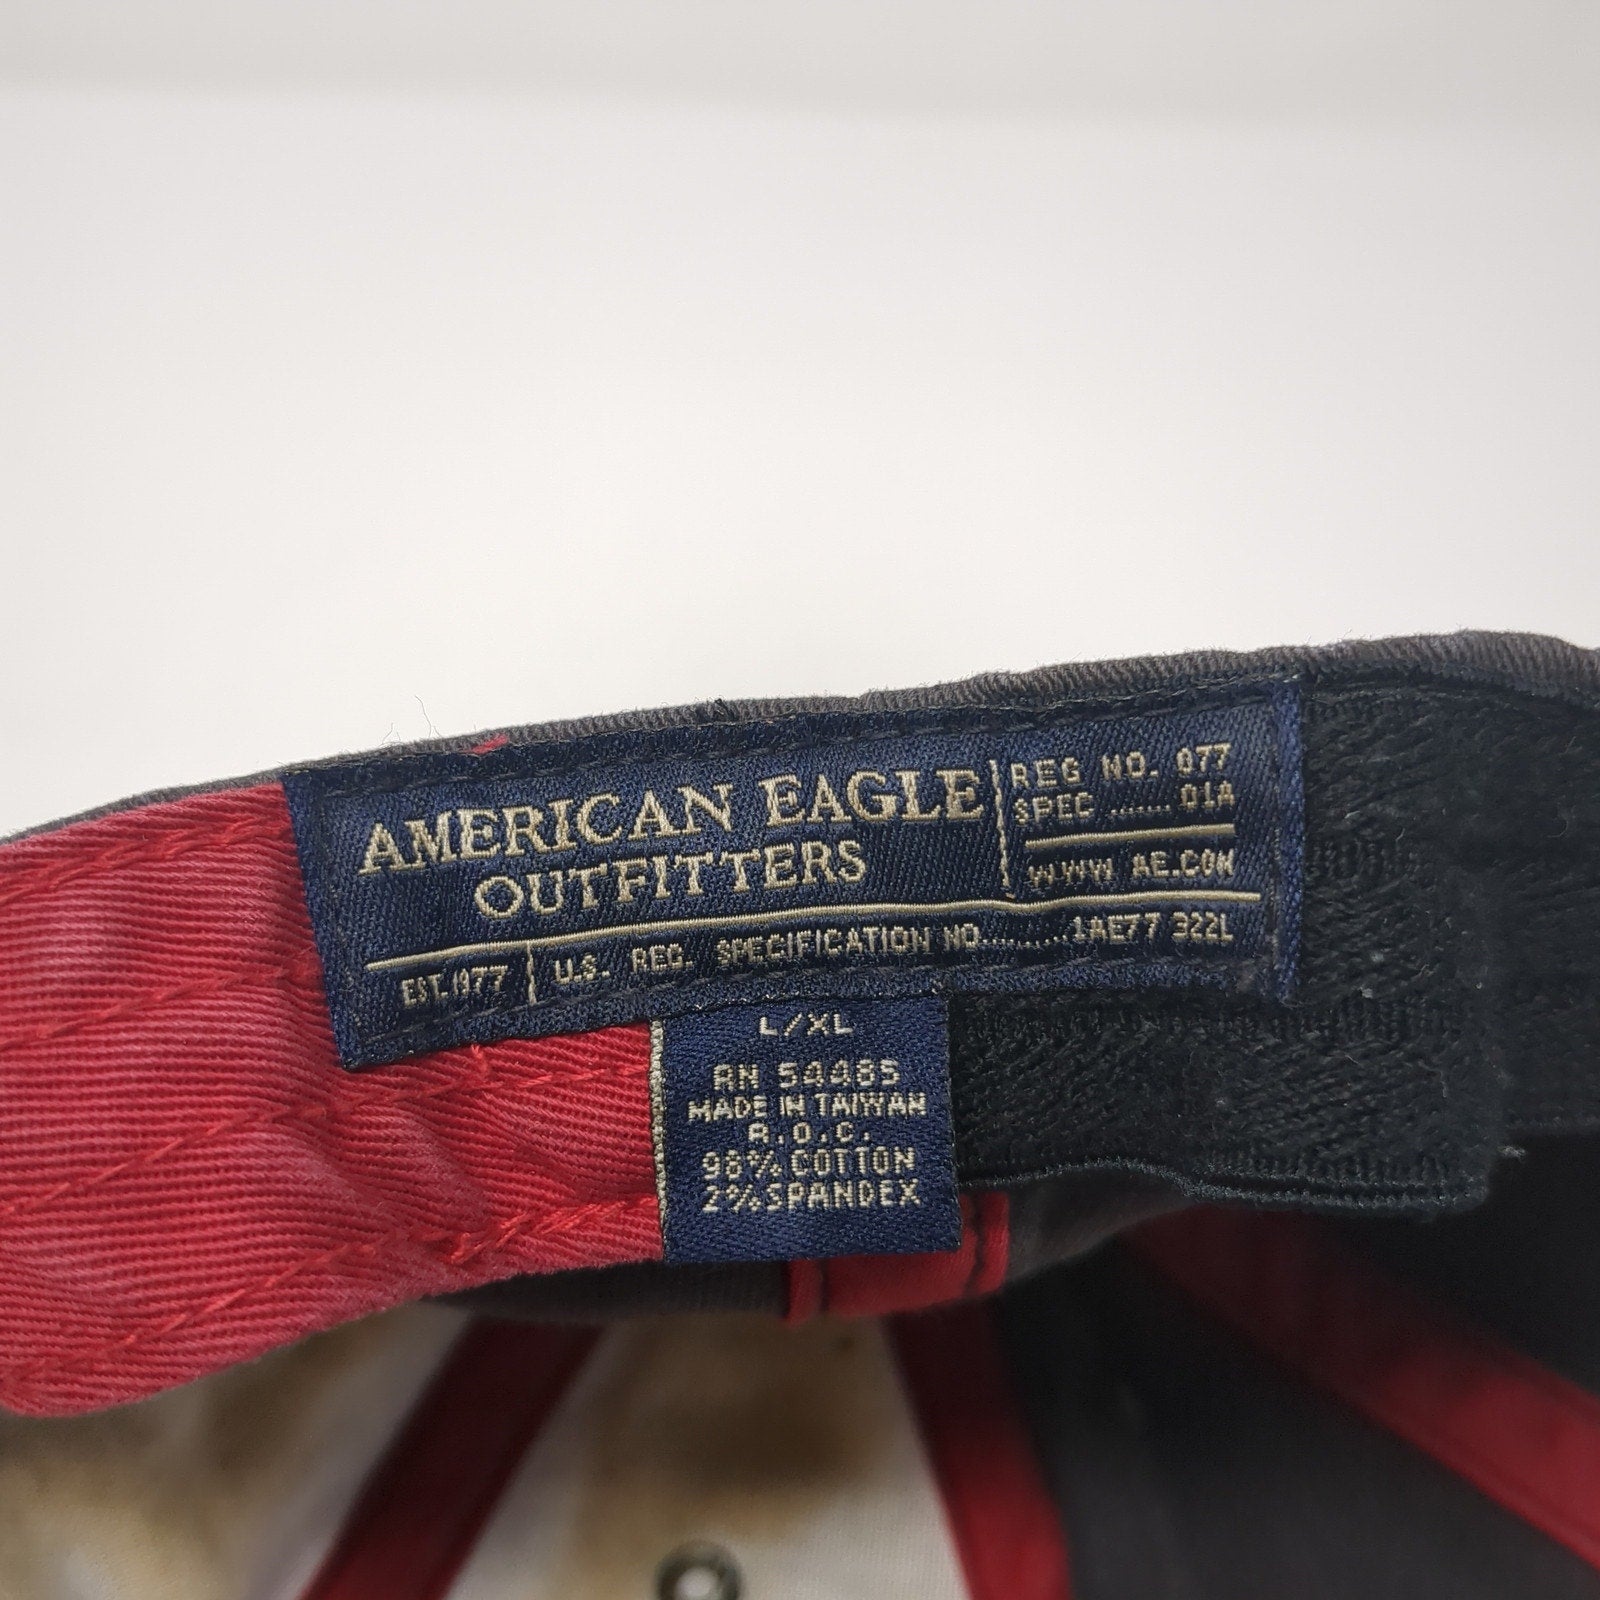 AMERICAN EAGLE
OUTFITTERS
REG NO. 077
SPEC ....... 01A
WWW AE.COM
EST.1977
U.S. REG. SPECIFICATION NO..........1AE77 322L
L/XL
RN 54485
MADE IN TAIWAN
R.O.C.
98% COTTON
2% SPANDEX